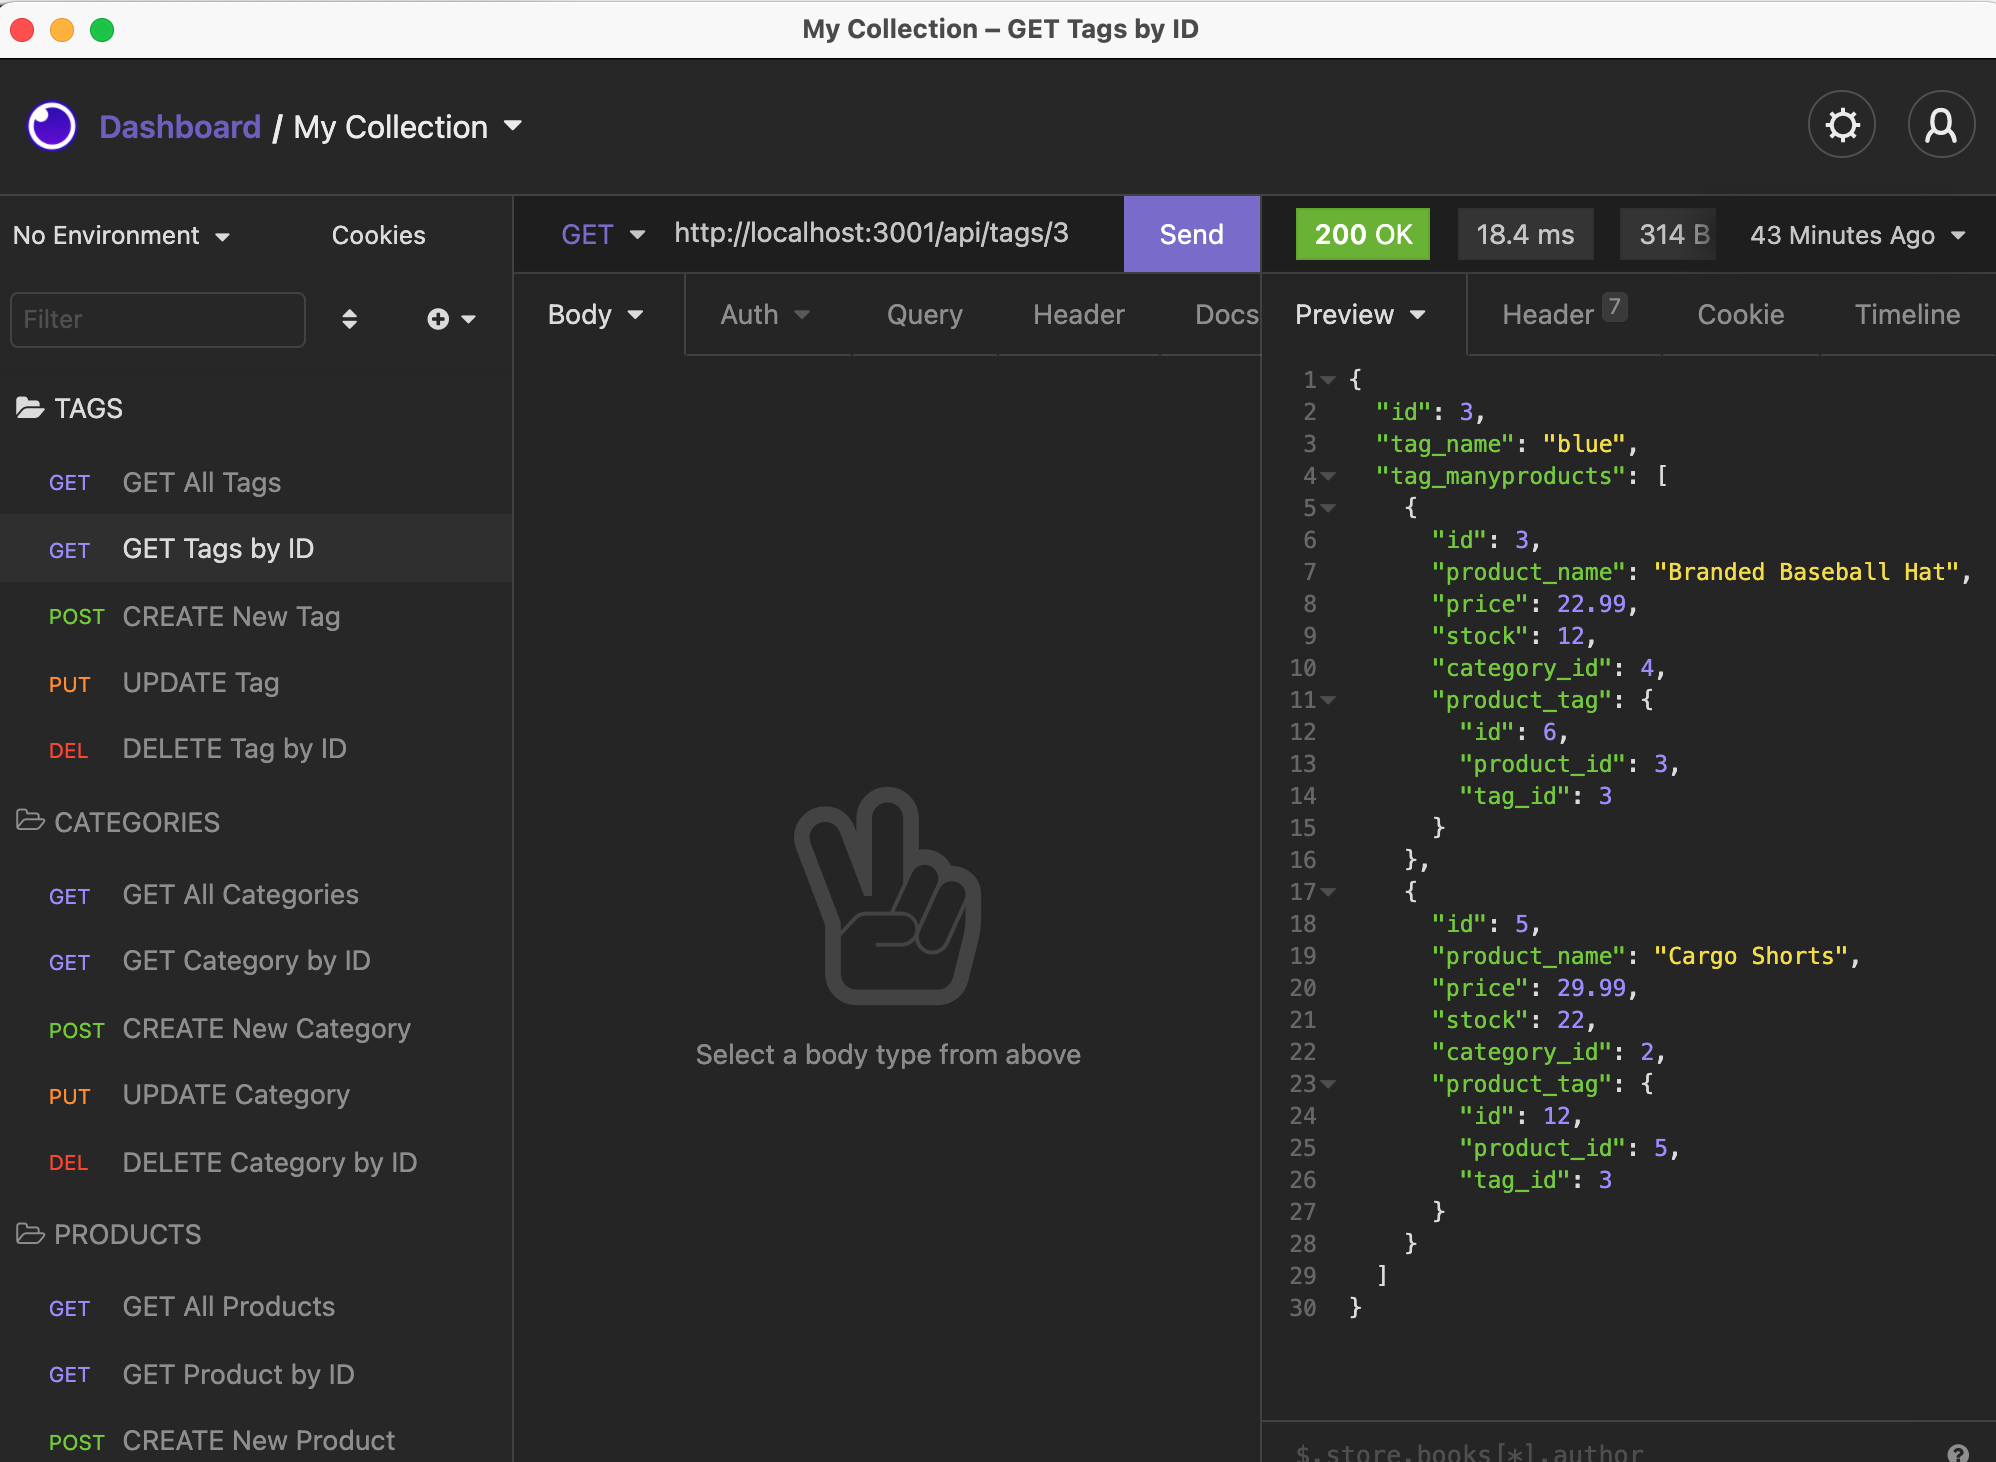 My Collection – GET Tags by ID
Dashboard / My Collection
No Environment
Cookies
Filter
TAGS
GET GET All Tags
GET GET Tags by ID
POST CREATE New Tag
PUT UPDATE Tag
DEL DELETE Tag by ID
CATEGORIES
GET GET All Categories
GET GET Category by ID
POST CREATE New Category
PUT UPDATE Category
DEL DELETE Category by ID
PRODUCTS
GET GET All Products
GET GET Product by ID
POST CREATE New Product
GET http://localhost:3001/api/tags/3 Send
Body Auth Query Header Docs
Select a body type from above
200 OK 18.4 ms 314 B 43 Minutes Ago
Preview Header 7 Cookie Timeline
1 {
2 "id": 3,
3 "tag_name": "blue",
4 "tag_manyproducts": [
5 {
6 "id": 3,
7 "product_name": "Branded Baseball Hat",
8 "price": 22.99,
9 "stock": 12,
10 "category_id": 4,
11 "product_tag": {
12 "id": 6,
13 "product_id": 3,
14 "tag_id": 3
15 }
16 },
17 {
18 "id": 5,
19 "product_name": "Cargo Shorts",
20 "price": 29.99,
21 "stock": 22,
22 "category_id": 2,
23 "product_tag": {
24 "id": 12,
25 "product_id": 5,
26 "tag_id": 3
27 }
28 }
29 ]
30 }
$.store.books[*].author